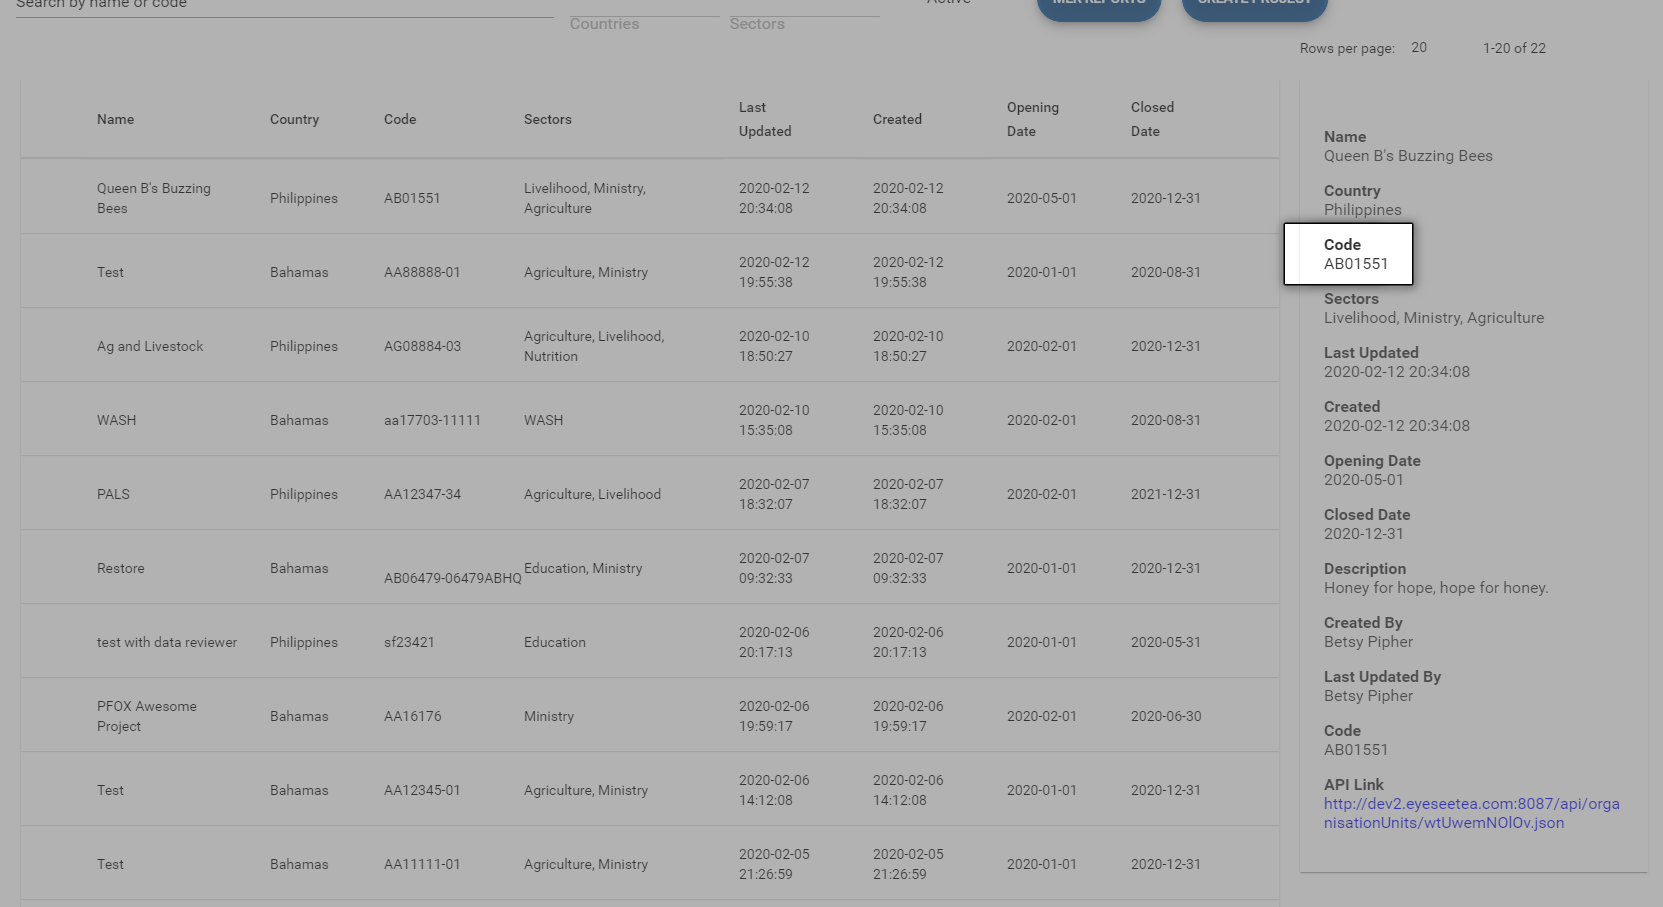 Search by name or code
Countries
Sectors
Active
MER REPORTS
CREATE PROJECT
Rows per page: 20 1-20 of 22
Name Country Code Sectors Last Updated Created Opening Date Closed Date
Queen B's Buzzing Bees Philippines AB01551 Livelihood, Ministry, Agriculture 2020-02-12 20:34:08 2020-02-12 20:34:08 2020-05-01 2020-12-31
Test Bahamas AA88888-01 Agriculture, Ministry 2020-02-12 19:55:38 2020-02-12 19:55:38 2020-01-01 2020-08-31
Ag and Livestock Philippines AG08884-03 Agriculture, Livelihood, Nutrition 2020-02-10 18:50:27 2020-02-10 18:50:27 2020-02-01 2020-12-31
WASH Bahamas aa17703-11111 WASH 2020-02-10 15:35:08 2020-02-10 15:35:08 2020-02-01 2020-08-31
PALS Philippines AA12347-34 Agriculture, Livelihood 2020-02-07 18:32:07 2020-02-07 18:32:07 2020-02-01 2021-12-31
Restore Bahamas AB06479-06479ABHQ Education, Ministry 2020-02-07 09:32:33 2020-02-07 09:32:33 2020-01-01 2020-12-31
test with data reviewer Philippines sf23421 Education 2020-02-06 20:17:13 2020-02-06 20:17:13 2020-01-01 2020-05-31
PFOX Awesome Project Bahamas AA16176 Ministry 2020-02-06 19:59:17 2020-02-06 19:59:17 2020-02-01 2020-06-30
Test Bahamas AA12345-01 Agriculture, Ministry 2020-02-06 14:12:08 2020-02-06 14:12:08 2020-01-01 2020-12-31
Test Bahamas AA11111-01 Agriculture, Ministry 2020-02-05 21:26:59 2020-02-05 21:26:59 2020-01-01 2020-12-31
Name
Queen B's Buzzing Bees
Country
Philippines
Code
AB01551
Sectors
Livelihood, Ministry, Agriculture
Last Updated
2020-02-12 20:34:08
Created
2020-02-12 20:34:08
Opening Date
2020-05-01
Closed Date
2020-12-31
Description
Honey for hope, hope for honey.
Created By
Betsy Pipher
Last Updated By
Betsy Pipher
Code
AB01551
API Link
http://dev2.eyeseetea.com:8087/api/orga
nisationUnits/wtUwemNOlOv.json